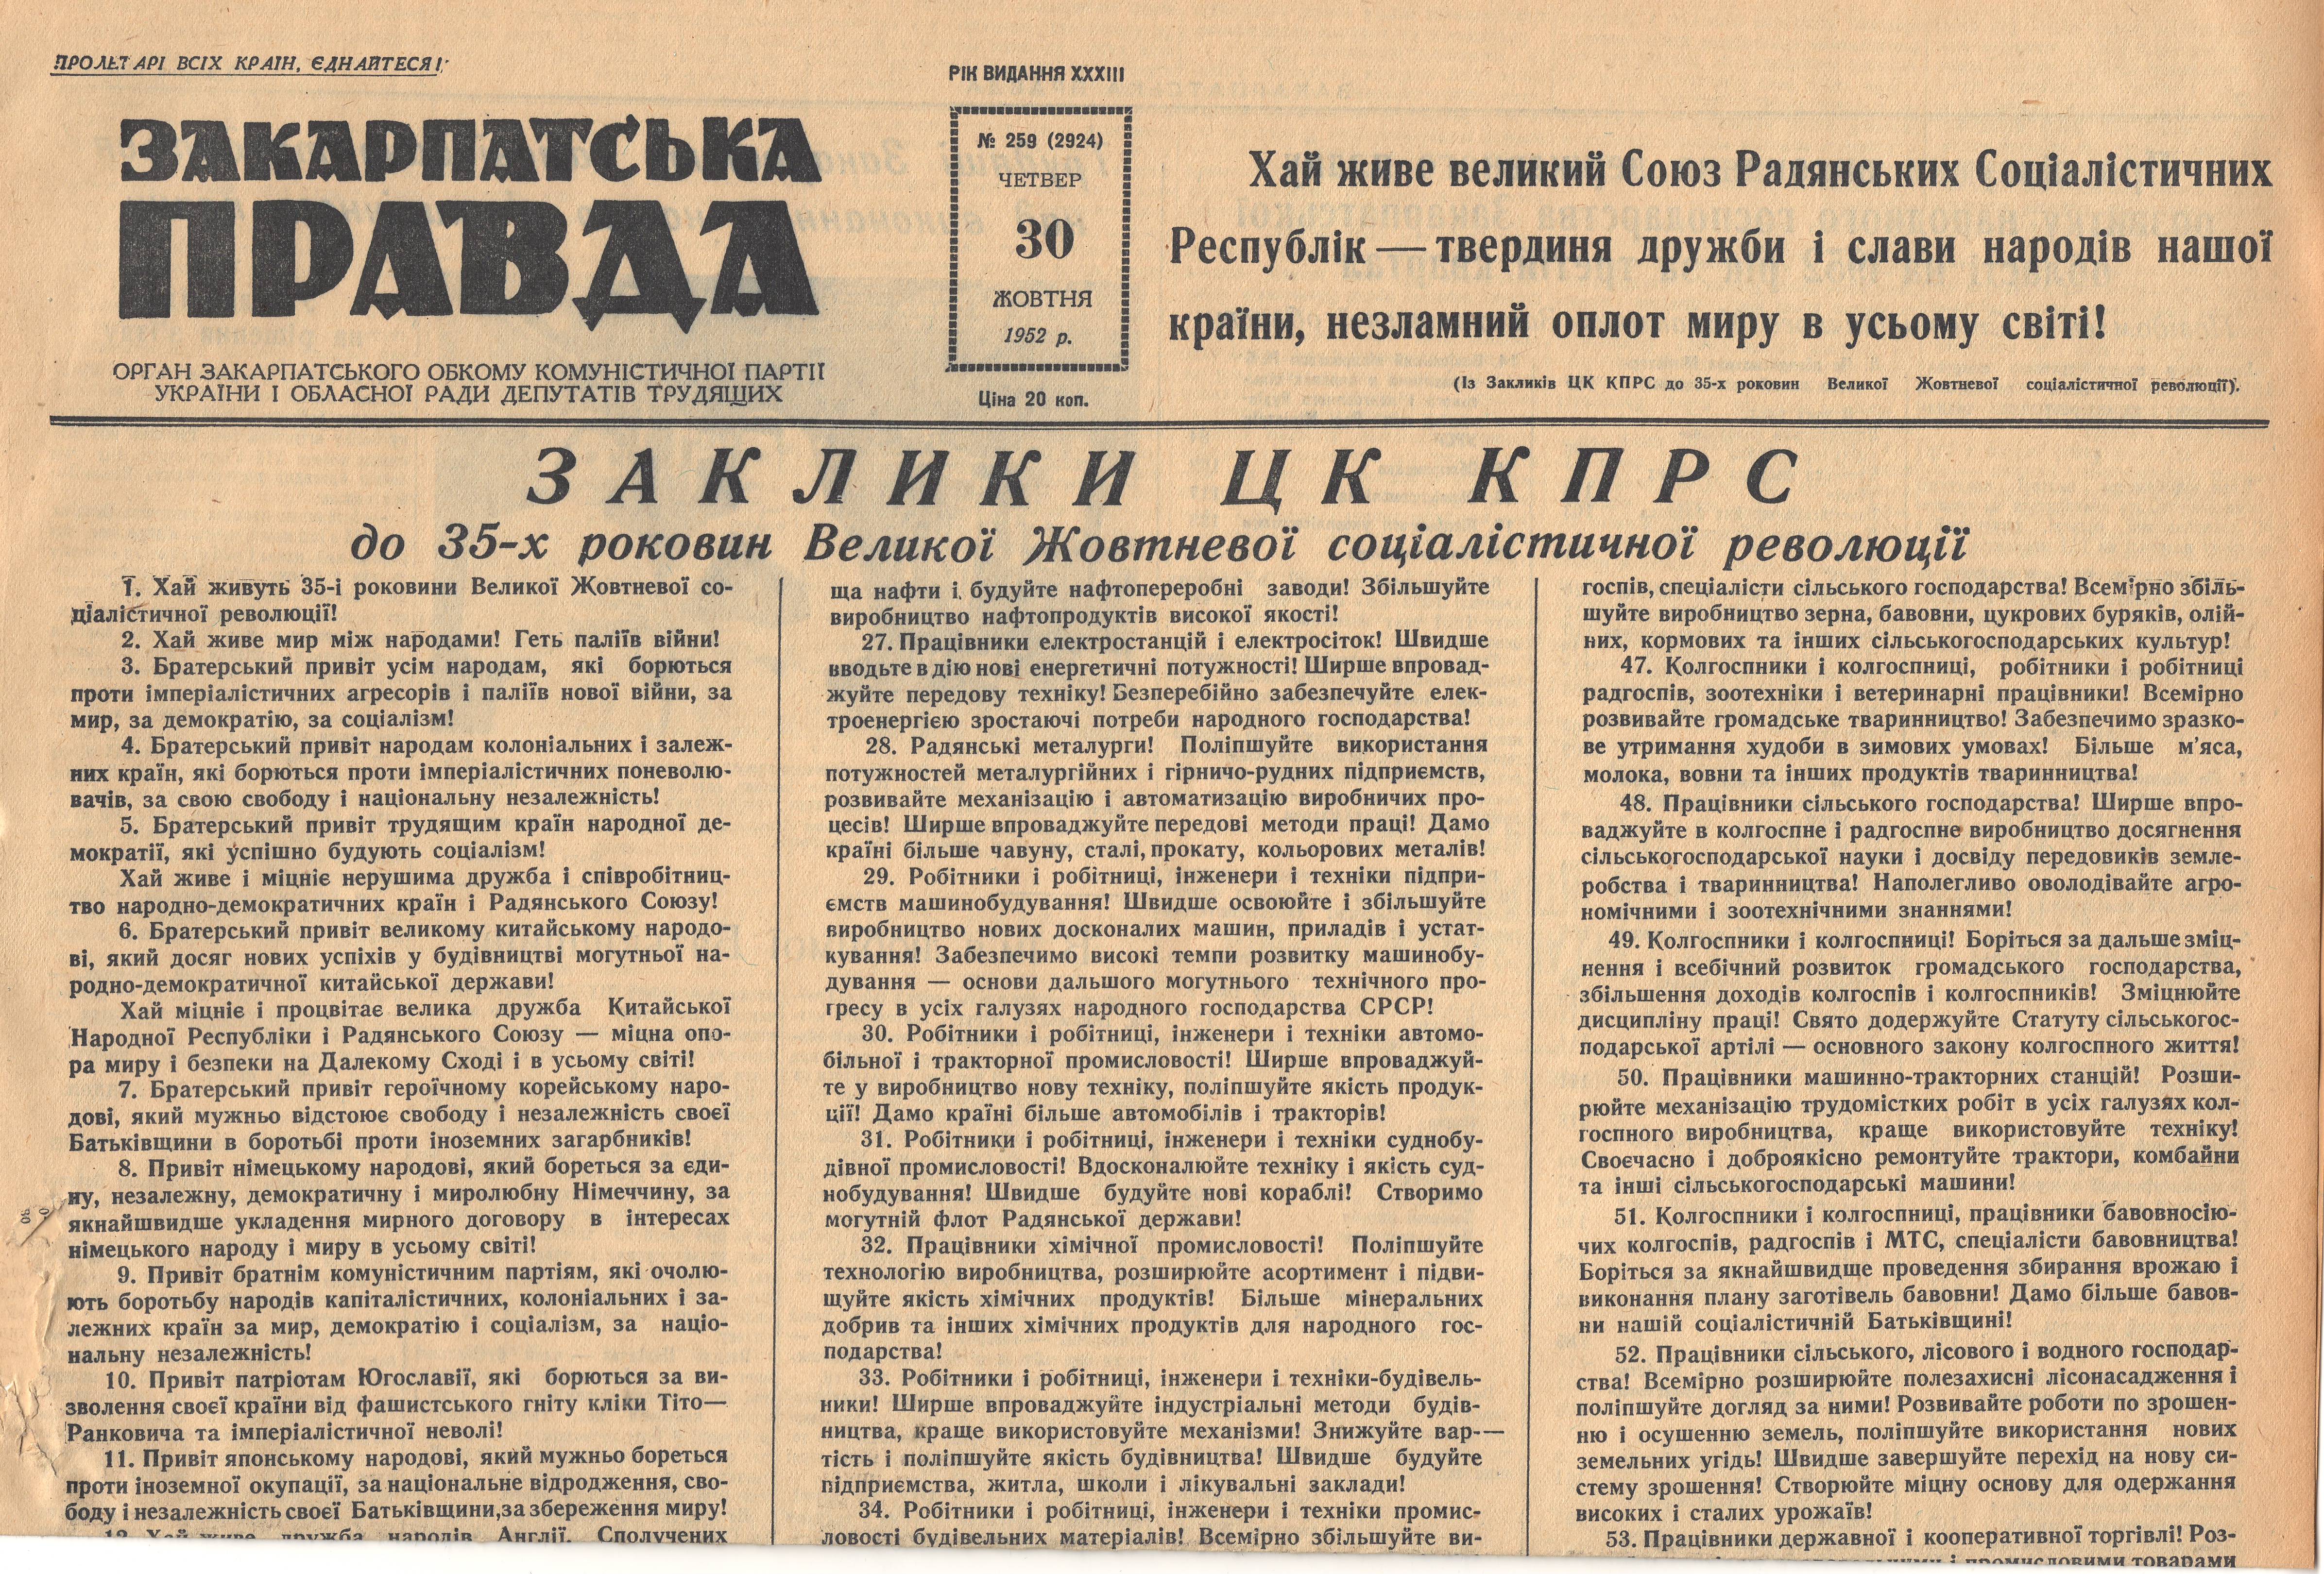 ПРОЛЕТАРІ ВСІХ КРАЇН, ЄДНАЙТЕСЯ!
ЗАКАРПАТСЬКА
ПРАВДА
ОРГАН ЗАКАРПАТСЬКОГО ОБКОМУ КОМУНІСТИЧНОЇ ПАРТІЇ
УКРАЇНИ І ОБЛАСНОЇ РАДИ ДЕПУТАТІВ ТРУДЯЩИХ
РІК ВИДАННЯ XXXIII
№ 259 (2924)
ЧЕТВЕР
30
ЖОВТНЯ
1952 р.
Ціна 20 коп.
Хай живе великий Союз Радянських Соціалістичних
Республік — твердиня дружби і слави народів нашої
країни, незламний оплот миру в усьому світі!
(Із Закликів ЦК КПРС до 35-х роковин Великої Жовтневої соціалістичної революції).
ЗАКЛИКИ ЦК КПРС
до 35-х роковин Великої Жовтневої соціалістичної революції
1. Хай живуть 35-і роковини Великої Жовтневої со-
ціалістичної революції!
2. Хай живе мир між народами! Геть паліїв війни!
3. Братерський привіт усім народам, які борються
проти імперіалістичних агресорів і паліїв нової війни, за
мир, за демократію, за соціалізм!
4. Братерський привіт народам колоніальних і залеж-
них країн, які борються проти імперіалістичних поневолю-
вачів, за свою свободу і національну незалежність!
5. Братерський привіт трудящим країн народної де-
мократії, які успішно будують соціалізм!
Хай живе і міцніє нерушима дружба і співробітниц-
тво народно-демократичних країн і Радянського Союзу!
6. Братерський привіт великому китайському народо-
ві, який досяг нових успіхів у будівництві могутньої на-
родно-демократичної китайської держави!
Хай міцніє і процвітає велика дружба Китайської
Народної Республіки і Радянського Союзу — міцна опо-
ра миру і безпеки на Далекому Сході і в усьому світі!
7. Братерський привіт героїчному корейському наро-
дові, який мужньо відстоює свободу і незалежність своєї
Батьківщини в боротьбі проти іноземних загарбників!
8. Привіт німецькому народові, який бореться за єди-
ну, незалежну, демократичну і миролюбну Німеччину, за
якнайшвидше укладення мирного договору в інтересах
німецького народу і миру в усьому світі!
9. Привіт братнім комуністичним партіям, які очолю-
ють боротьбу народів капіталістичних, колоніальних і за-
лежних країн за мир, демократію і соціалізм, за націо-
нальну незалежність!
10. Привіт патріотам Югославії, які борються за ви-
зволення своєї країни від фашистського гніту кліки Тіто—
Ранковича та імперіалістичної неволі!
11. Привіт японському народові, який мужньо бореться
проти іноземної окупації, за національне відродження, сво-
боду і незалежність своєї Батьківщини, за збереження миру!
12. Хай живе дружба народів Англії, Сполучених
ща нафти і будуйте нафтопереробні заводи! Збільшуйте
виробництво нафтопродуктів високої якості!
27. Працівники електростанцій і електросіток! Швидше
вводьте в дію нові енергетичні потужності! Ширше впровад-
жуйте передову техніку! Безперебійно забезпечуйте елек-
троенергією зростаючі потреби народного господарства!
28. Радянські металурги! Поліпшуйте використання
потужностей металургійних і гірничо-рудних підприємств,
розвивайте механізацію і автоматизацію виробничих про-
цесів! Ширше впроваджуйте передові методи праці! Дамо
країні більше чавуну, сталі, прокату, кольорових металів!
29. Робітники і робітниці, інженери і техніки підпри-
ємств машинобудування! Швидше освоюйте і збільшуйте
виробництво нових досконалих машин, приладів і устат-
кування! Забезпечимо високі темпи розвитку машинобу-
дування — основи дальшого могутнього технічного про-
гресу в усіх галузях народного господарства СРСР!
30. Робітники і робітниці, інженери і техніки автомо-
більної і тракторної промисловості! Ширше впроваджуй-
те у виробництво нову техніку, поліпшуйте якість продук-
ції! Дамо країні більше автомобілів і тракторів!
31. Робітники і робітниці, інженери і техніки суднобу-
дівної промисловості! Вдосконалюйте техніку і якість суд-
нобудування! Швидше будуйте нові кораблі! Створимо
могутній флот Радянської держави!
32. Працівники хімічної промисловості! Поліпшуйте
технологію виробництва, розширюйте асортимент і підви-
щуйте якість хімічних продуктів! Більше мінеральних
добрив та інших хімічних продуктів для народного гос-
подарства!
33. Робітники і робітниці, інженери і техніки-будівель-
ники! Ширше впроваджуйте індустріальні методи будів-
ництва, краще використовуйте механізми! Знижуйте вар-
тість і поліпшуйте якість будівництва! Швидше будуйте
підприємства, житла, школи і лікувальні заклади!
34. Робітники і робітниці, інженери і техніки промис-
ловості будівельних матеріалів! Всемірно збільшуйте ви-
госпів, спеціалісти сільського господарства! Всемірно збіль-
шуйте виробництво зерна, бавовни, цукрових буряків, олій-
них, кормових та інших сільськогосподарських культур!
47. Колгоспники і колгоспниці, робітники і робітниці
радгоспів, зоотехніки і ветеринарні працівники! Всемірно
розвивайте громадське тваринництво! Забезпечимо зразко-
ве утримання худоби в зимових умовах! Більше м'яса,
молока, вовни та інших продуктів тваринництва!
48. Працівники сільського господарства! Ширше впро-
ваджуйте в колгоспне і радгоспне виробництво досягнення
сільськогосподарської науки і досвіду передовиків земле-
робства і тваринництва! Наполегливо оволодівайте агро-
номічними і зоотехнічними знаннями!
49. Колгоспники і колгоспниці! Боріться за дальше зміц-
нення і всебічний розвиток громадського господарства,
збільшення доходів колгоспів і колгоспників! Зміцнюйте
дисципліну праці! Свято додержуйте Статуту сільськогос-
подарської артілі — основного закону колгоспного життя!
50. Працівники машинно-тракторних станцій! Розши-
рюйте механізацію трудомістких робіт в усіх галузях кол-
госпного виробництва, краще використовуйте техніку!
Своєчасно і доброякісно ремонтуйте трактори, комбайни
та інші сільськогосподарські машини!
51. Колгоспники і колгоспниці, працівники бавовносію-
чих колгоспів, радгоспів і МТС, спеціалісти бавовництва!
Боріться за якнайшвидше проведення збирання врожаю і
виконання плану заготівель бавовни! Дамо більше бавов-
ни нашій соціалістичній Батьківщині!
52. Працівники сільського, лісового і водного господар-
ства! Всемірно розширюйте полезахисні лісонасадження і
поліпшуйте догляд за ними! Розвивайте роботи по зрошен-
ню і осушенню земель, поліпшуйте використання нових
земельних угідь! Швидше завершуйте перехід на нову си-
стему зрошення! Створюйте міцну основу для одержання
високих і сталих урожаїв!
53. Працівники державної і кооперативної торгівлі! Роз-
і промисловими товарами